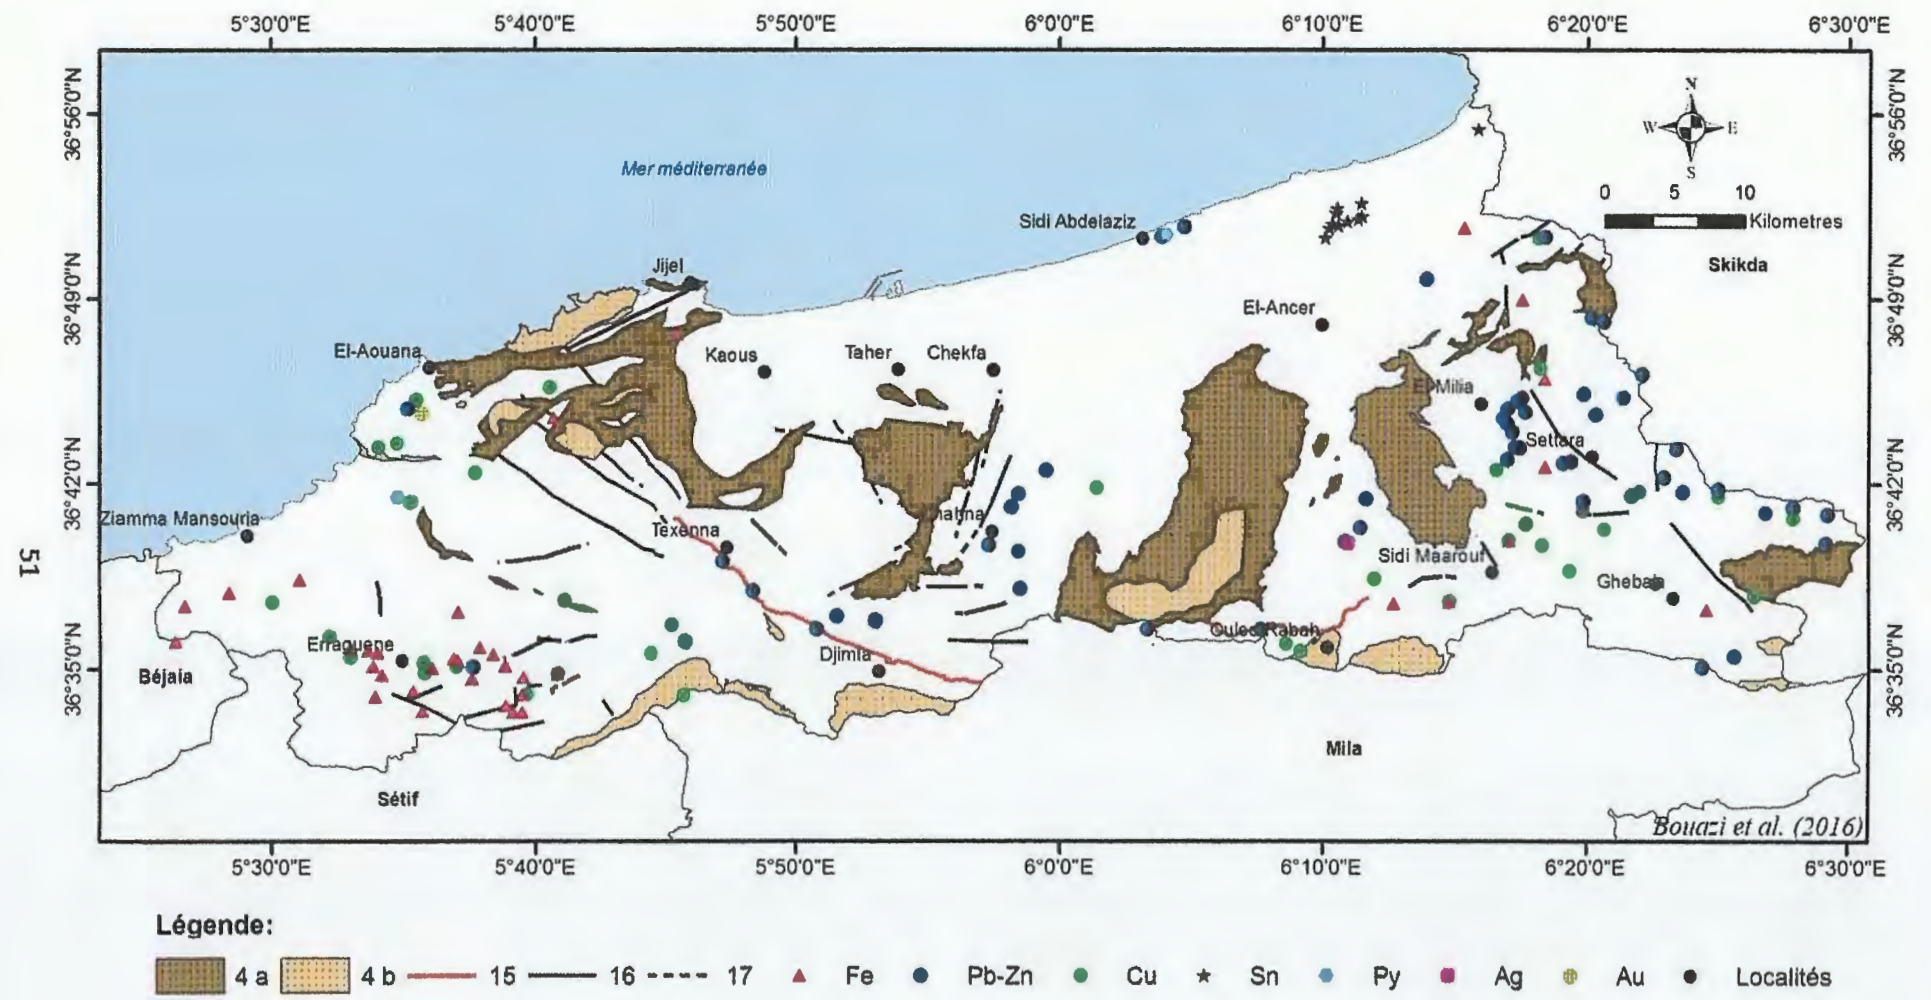 5°30'0"E 5°40'0"E 5°50'0"E 6°0'0"E 6°10'0"E 6°20'0"E 6°30'0"E
36°56'0"N 36°56'0"N
N
W E
S
Mer méditerranée
0 5 10
Kilometres
Sidi Abdelaziz
Skikda
Jijel
36°49'0"N 36°49'0"N
El-Ancer
El-Aouana Kaous Taher Chekfa
El-Milia
Settara
36°42'0"N 36°42'0"N
Ziamma Mansouria
Texenna
51
Sidi Maarouf
Ghebala
Erraguene
Djimla
36°35'0"N 36°35'0"N
Béjaia
Mila
Sétif
Bouazi et al. (2016)
5°30'0"E 5°40'0"E 5°50'0"E 6°0'0"E 6°10'0"E 6°20'0"E 6°30'0"E
Légende:
4 a 4 b 15 16 17 Fe Pb-Zn Cu Sn Py Ag Au Localités